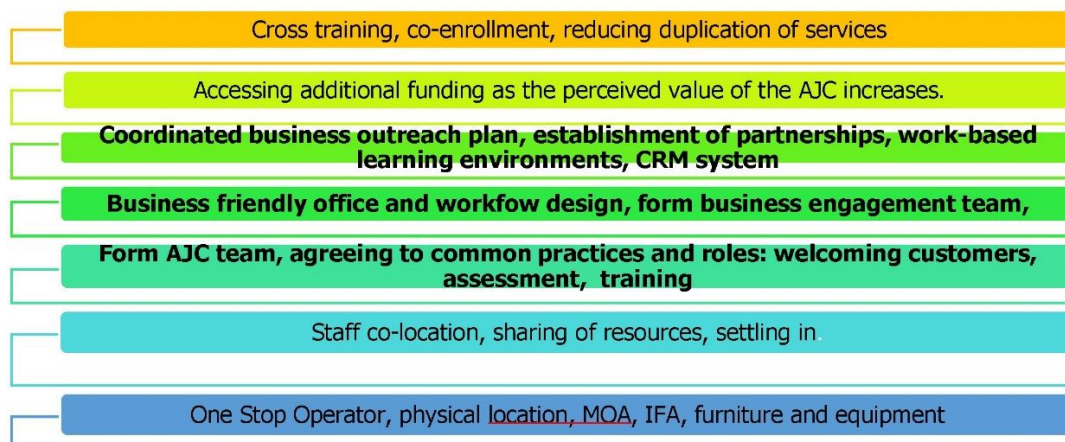 Cross training, co-enrollment, reducing duplication of services
Accessing additional funding as the perceived value of the AJC increases.
Coordinated business outreach plan, establishment of partnerships, work-based
learning environments, CRM system
Business friendly office and workfow design, form business engagement team,
Form AJC team, agreeing to common practices and roles: welcoming customers,
assessment, training
Staff co-location, sharing of resources, settling in.
One Stop Operator, physical location, MOA, IFA, furniture and equipment